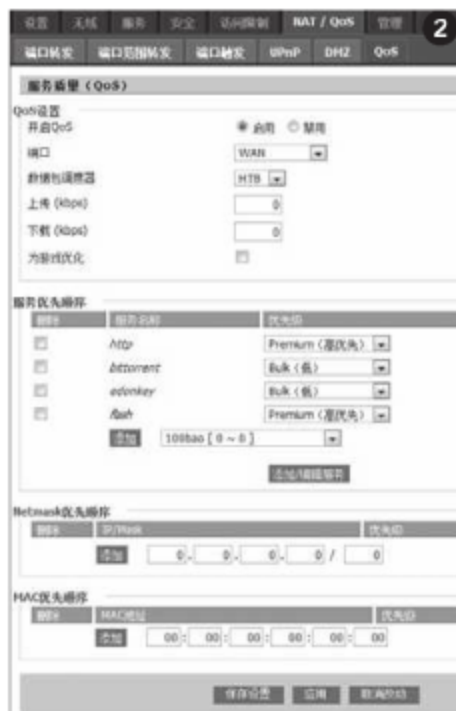 设置 无线 服务 安全 访问限制 NAT / QoS 管理
2
端口转发 端口范围转发 端口触发 UPnP DMZ QoS
服务质量（QoS）
QoS设置
开启QoS 启用 禁用
端口 WAN
数据包调度器 HTB
上传 (kbps) 0
下载 (kbps) 0
为游戏优化
服务优先顺序
删除 服务名称 优先级
http Premium（高优先）
bittorrent Bulk（低）
edonkey Bulk（低）
flash Premium（高优先）
添加 100bao [ 0 ~ 0 ]
添加/编辑服务
Netmask优先顺序
删除 IP/Mask 优先级
添加 0 . 0 . 0 . 0 / 0
MAC优先顺序
删除 MAC地址 优先级
添加 00 : 00 : 00 : 00 : 00 : 00
保存设置 应用 取消改动